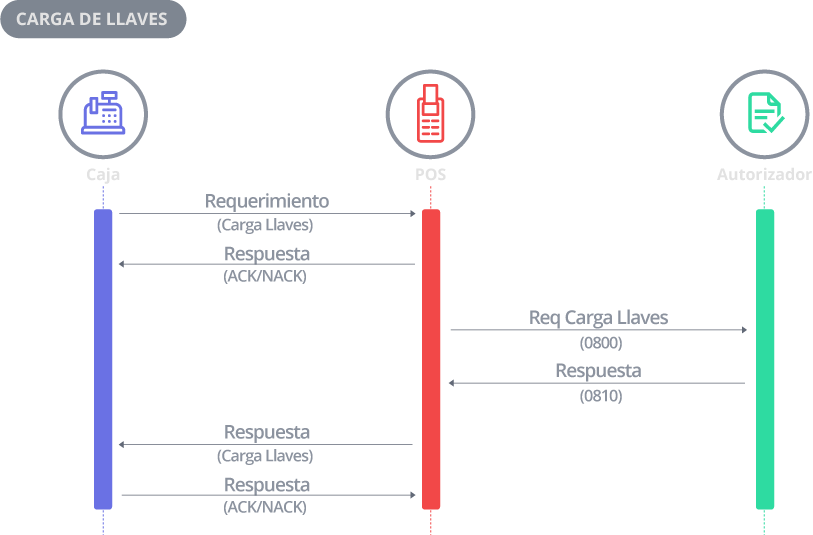 CARGA DE LLAVES
Caja
POS
Autorizador
Requerimiento
(Carga Llaves)
Respuesta
(ACK/NACK)
Req Carga Llaves
(0800)
Respuesta
(0810)
Respuesta
(Carga Llaves)
Respuesta
(ACK/NACK)